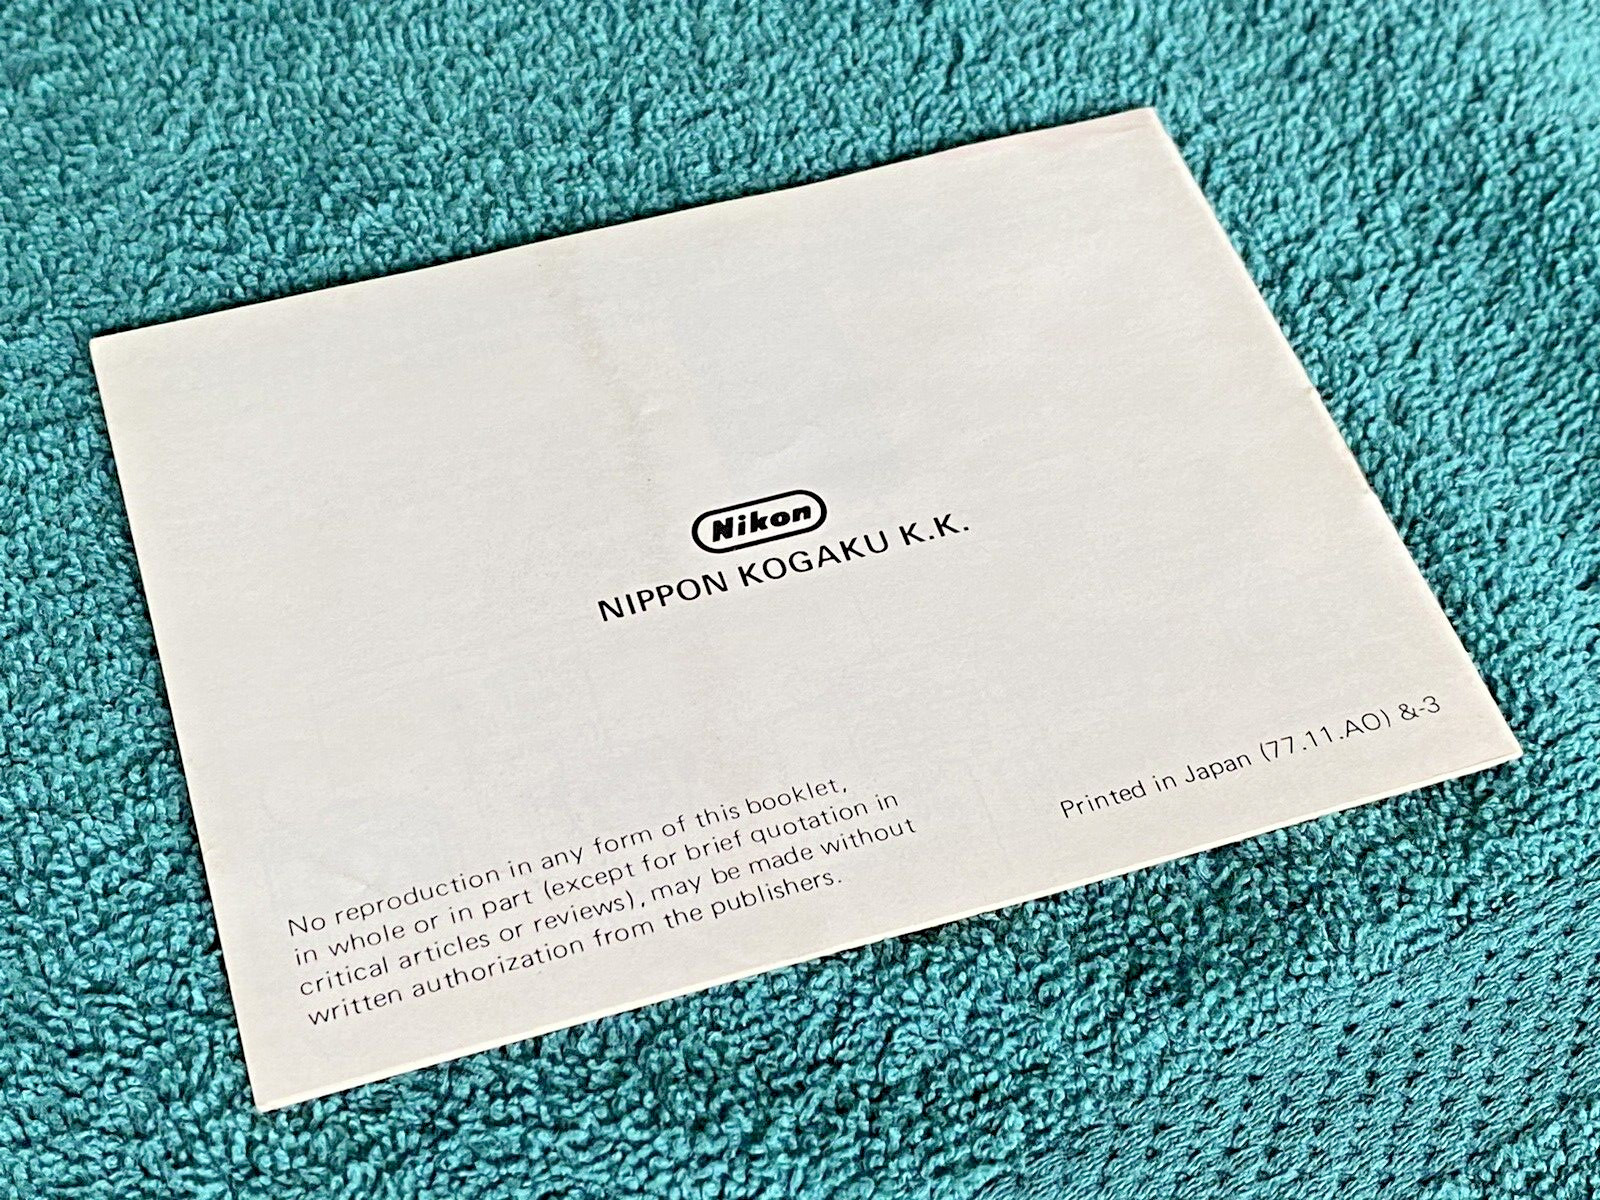 Nikon
NIPPON KOGAKU K.K.
No reproduction in any form of this booklet,
in whole or in part (except for brief quotation in
critical articles or reviews), may be made without
written authorization from the publishers.
Printed in Japan (77.11.AO) &-3